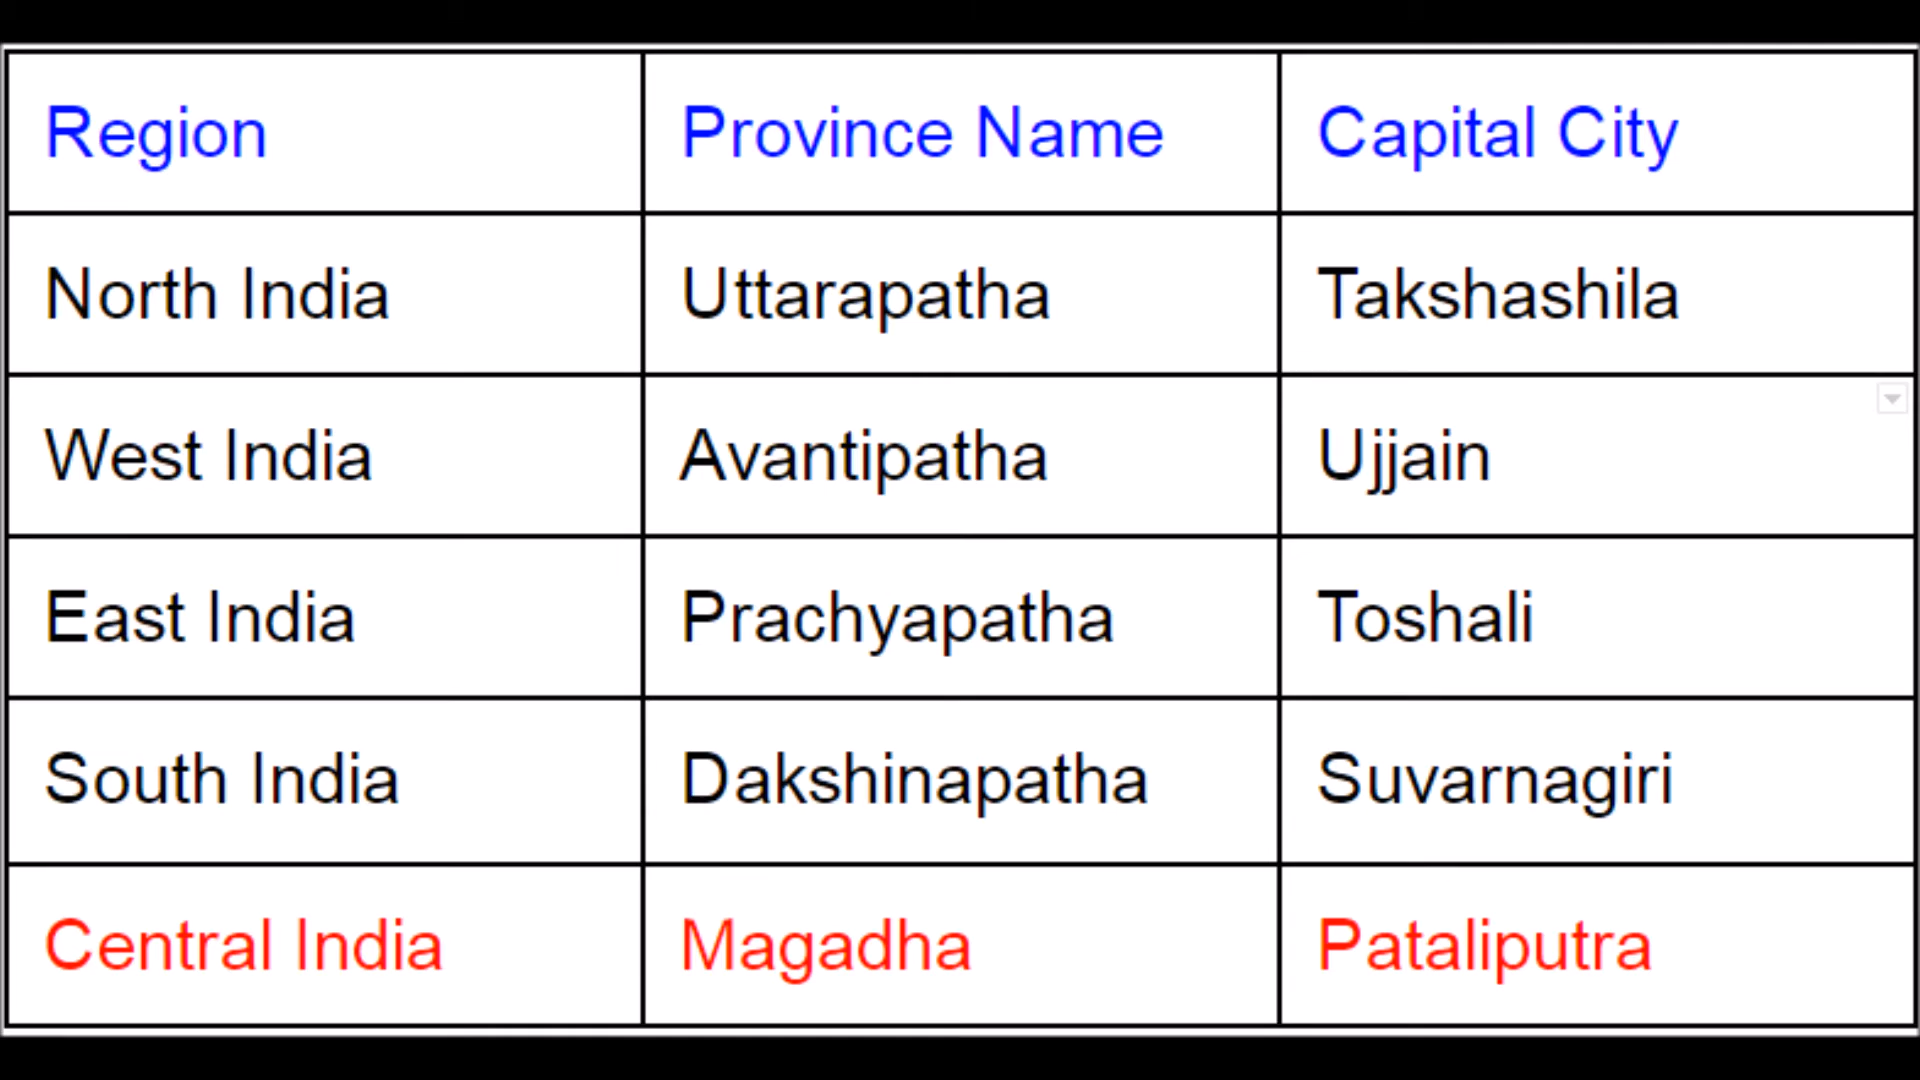 Region Province Name Capital City
North India Uttarapatha Takshashila
West India Avantipatha Ujjain
East India Prachyapatha Toshali
South India Dakshinapatha Suvarnagiri
Central India Magadha Pataliputra